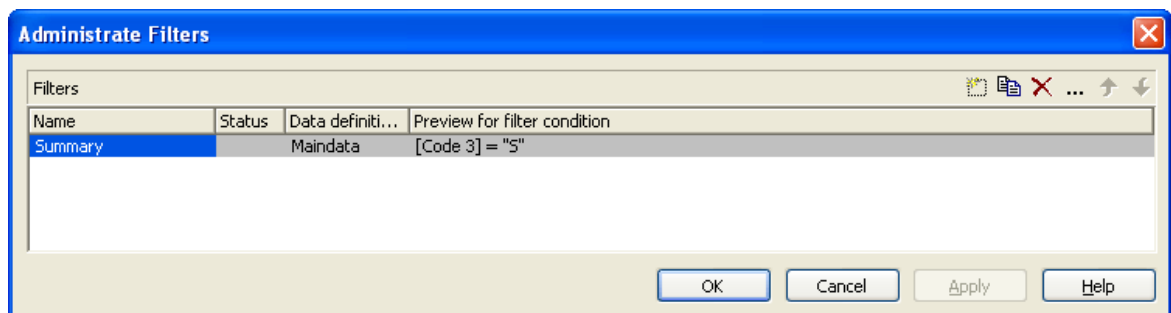 Administrate Filters
Filters ...
Name Status Data definiti... Preview for filter condition
Summary Maindata [Code 3] = "S"
OK Cancel Apply Help